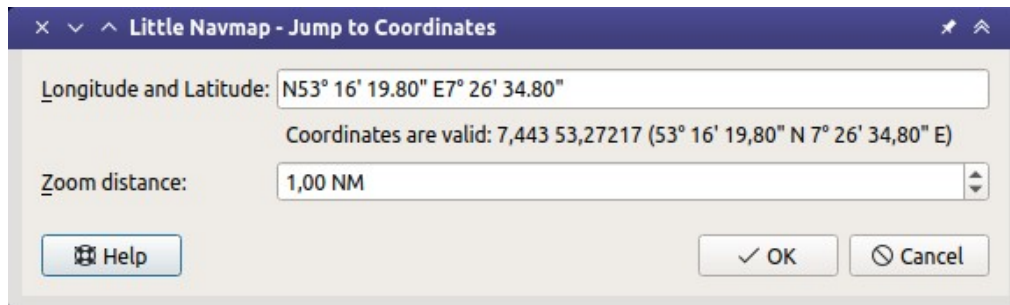 Little Navmap - Jump to Coordinates
Longitude and Latitude: N53° 16' 19.80" E7° 26' 34.80"
Coordinates are valid: 7,443 53,27217 (53° 16' 19,80" N 7° 26' 34,80" E)
Zoom distance: 1,00 NM
Help OK Cancel